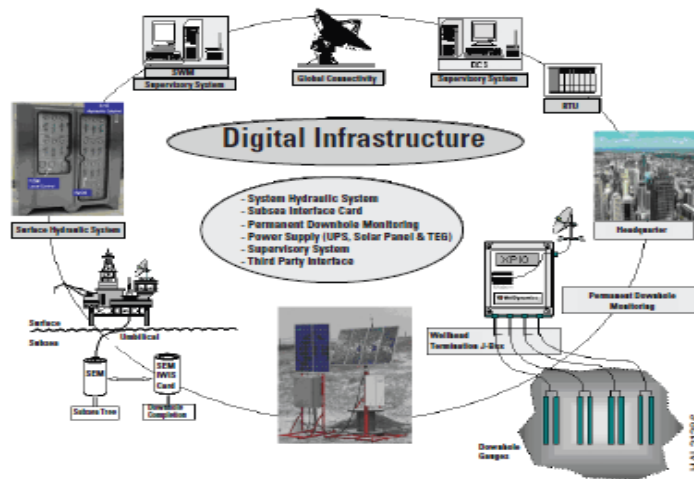 SWM
Supervisory System
Global Connectivity
DCS
Supervisory System
RTU
Digital Infrastructure
- System Hydraulic System
- Subsea Interface Card
- Permanent Downhole Monitoring
- Power Supply (UPS, Solar Panel & TEG)
- Supervisory System
- Third Party Interface
Surface Hydraulic System
Headquarter
XPIO
WellDynamics
Permanent Downhole
Monitoring
Wellhead
Termination J-Box
Surface
Subsea
Umbilical
SEM
SEM
IWIS
Card
Subsea Tree
Downhole
Completion
Downhole
Gauges